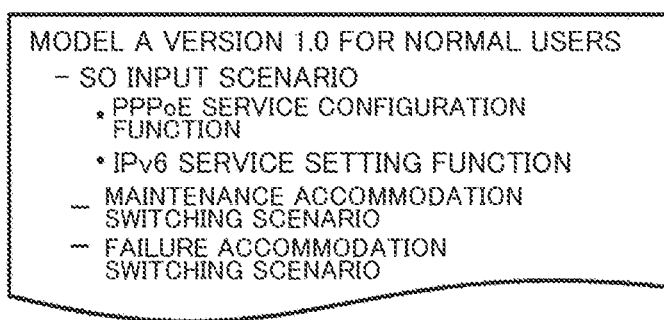 MODEL A VERSION 1.0 FOR NORMAL USERS
– SO INPUT SCENARIO
• PPPoE SERVICE CONFIGURATION
FUNCTION
• IPv6 SERVICE SETTING FUNCTION
– MAINTENANCE ACCOMMODATION
SWITCHING SCENARIO
– FAILURE ACCOMMODATION
SWITCHING SCENARIO